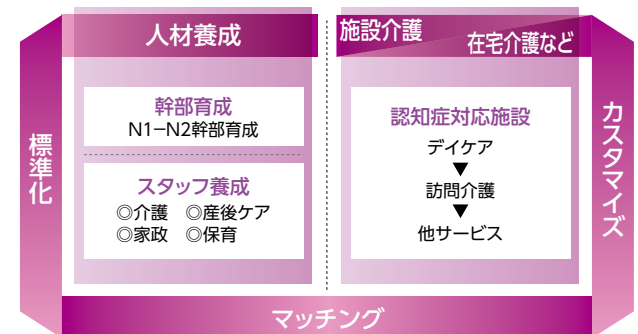 標準化
人材養成
幹部育成
N1−N2幹部育成
スタッフ養成
◎介護 ◎産後ケア
◎家政 ◎保育
施設介護
在宅介護など
認知症対応施設
デイケア
▼
訪問介護
▼
他サービス
カスタマイズ
マッチング